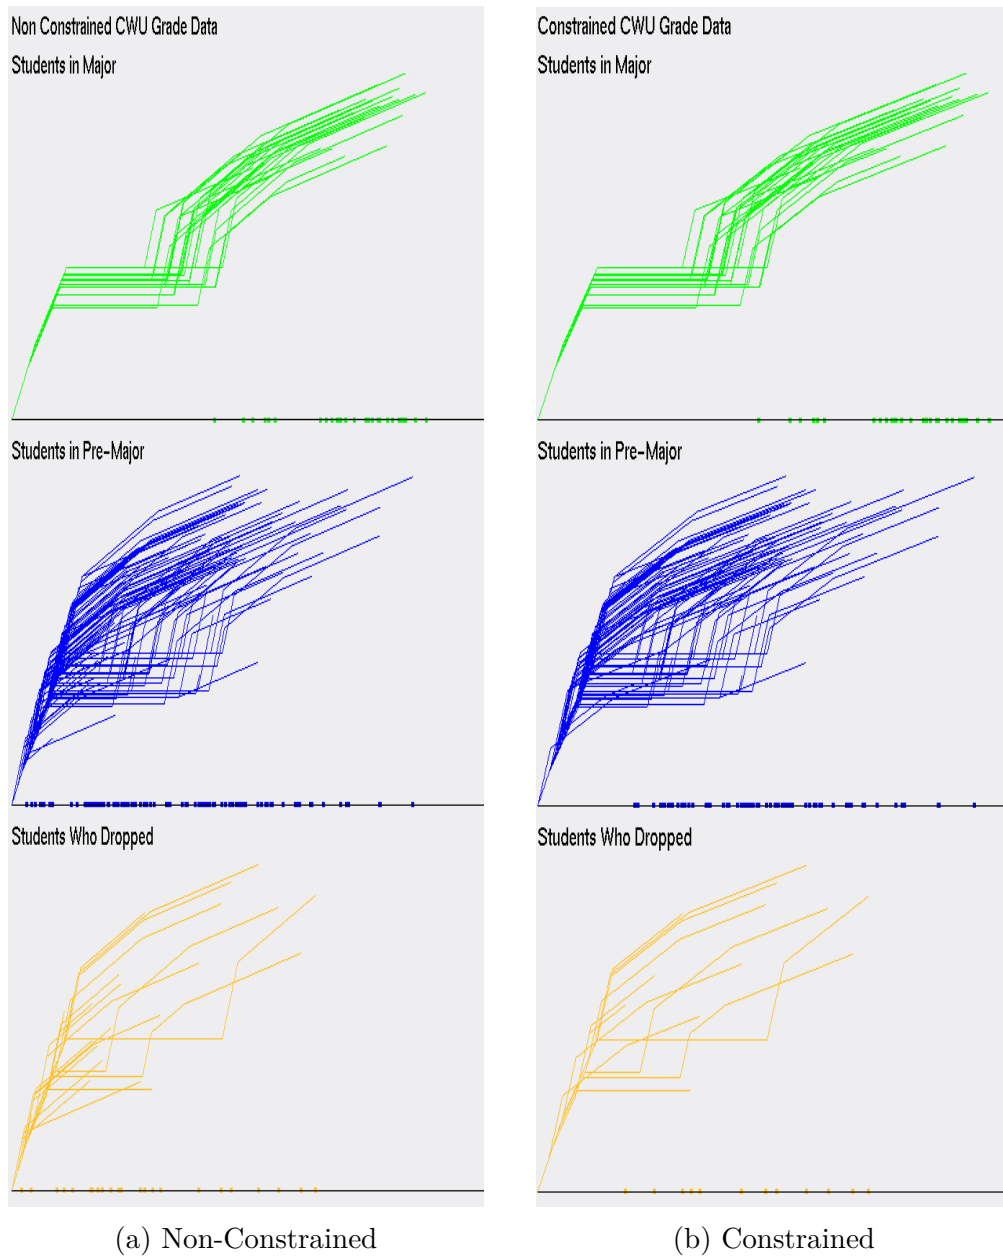 Non Constrained CWU Grade Data
Students in Major
Students in Pre-Major
Students Who Dropped
(a) Non-Constrained
Constrained CWU Grade Data
Students in Major
Students in Pre-Major
Students Who Dropped
(b) Constrained